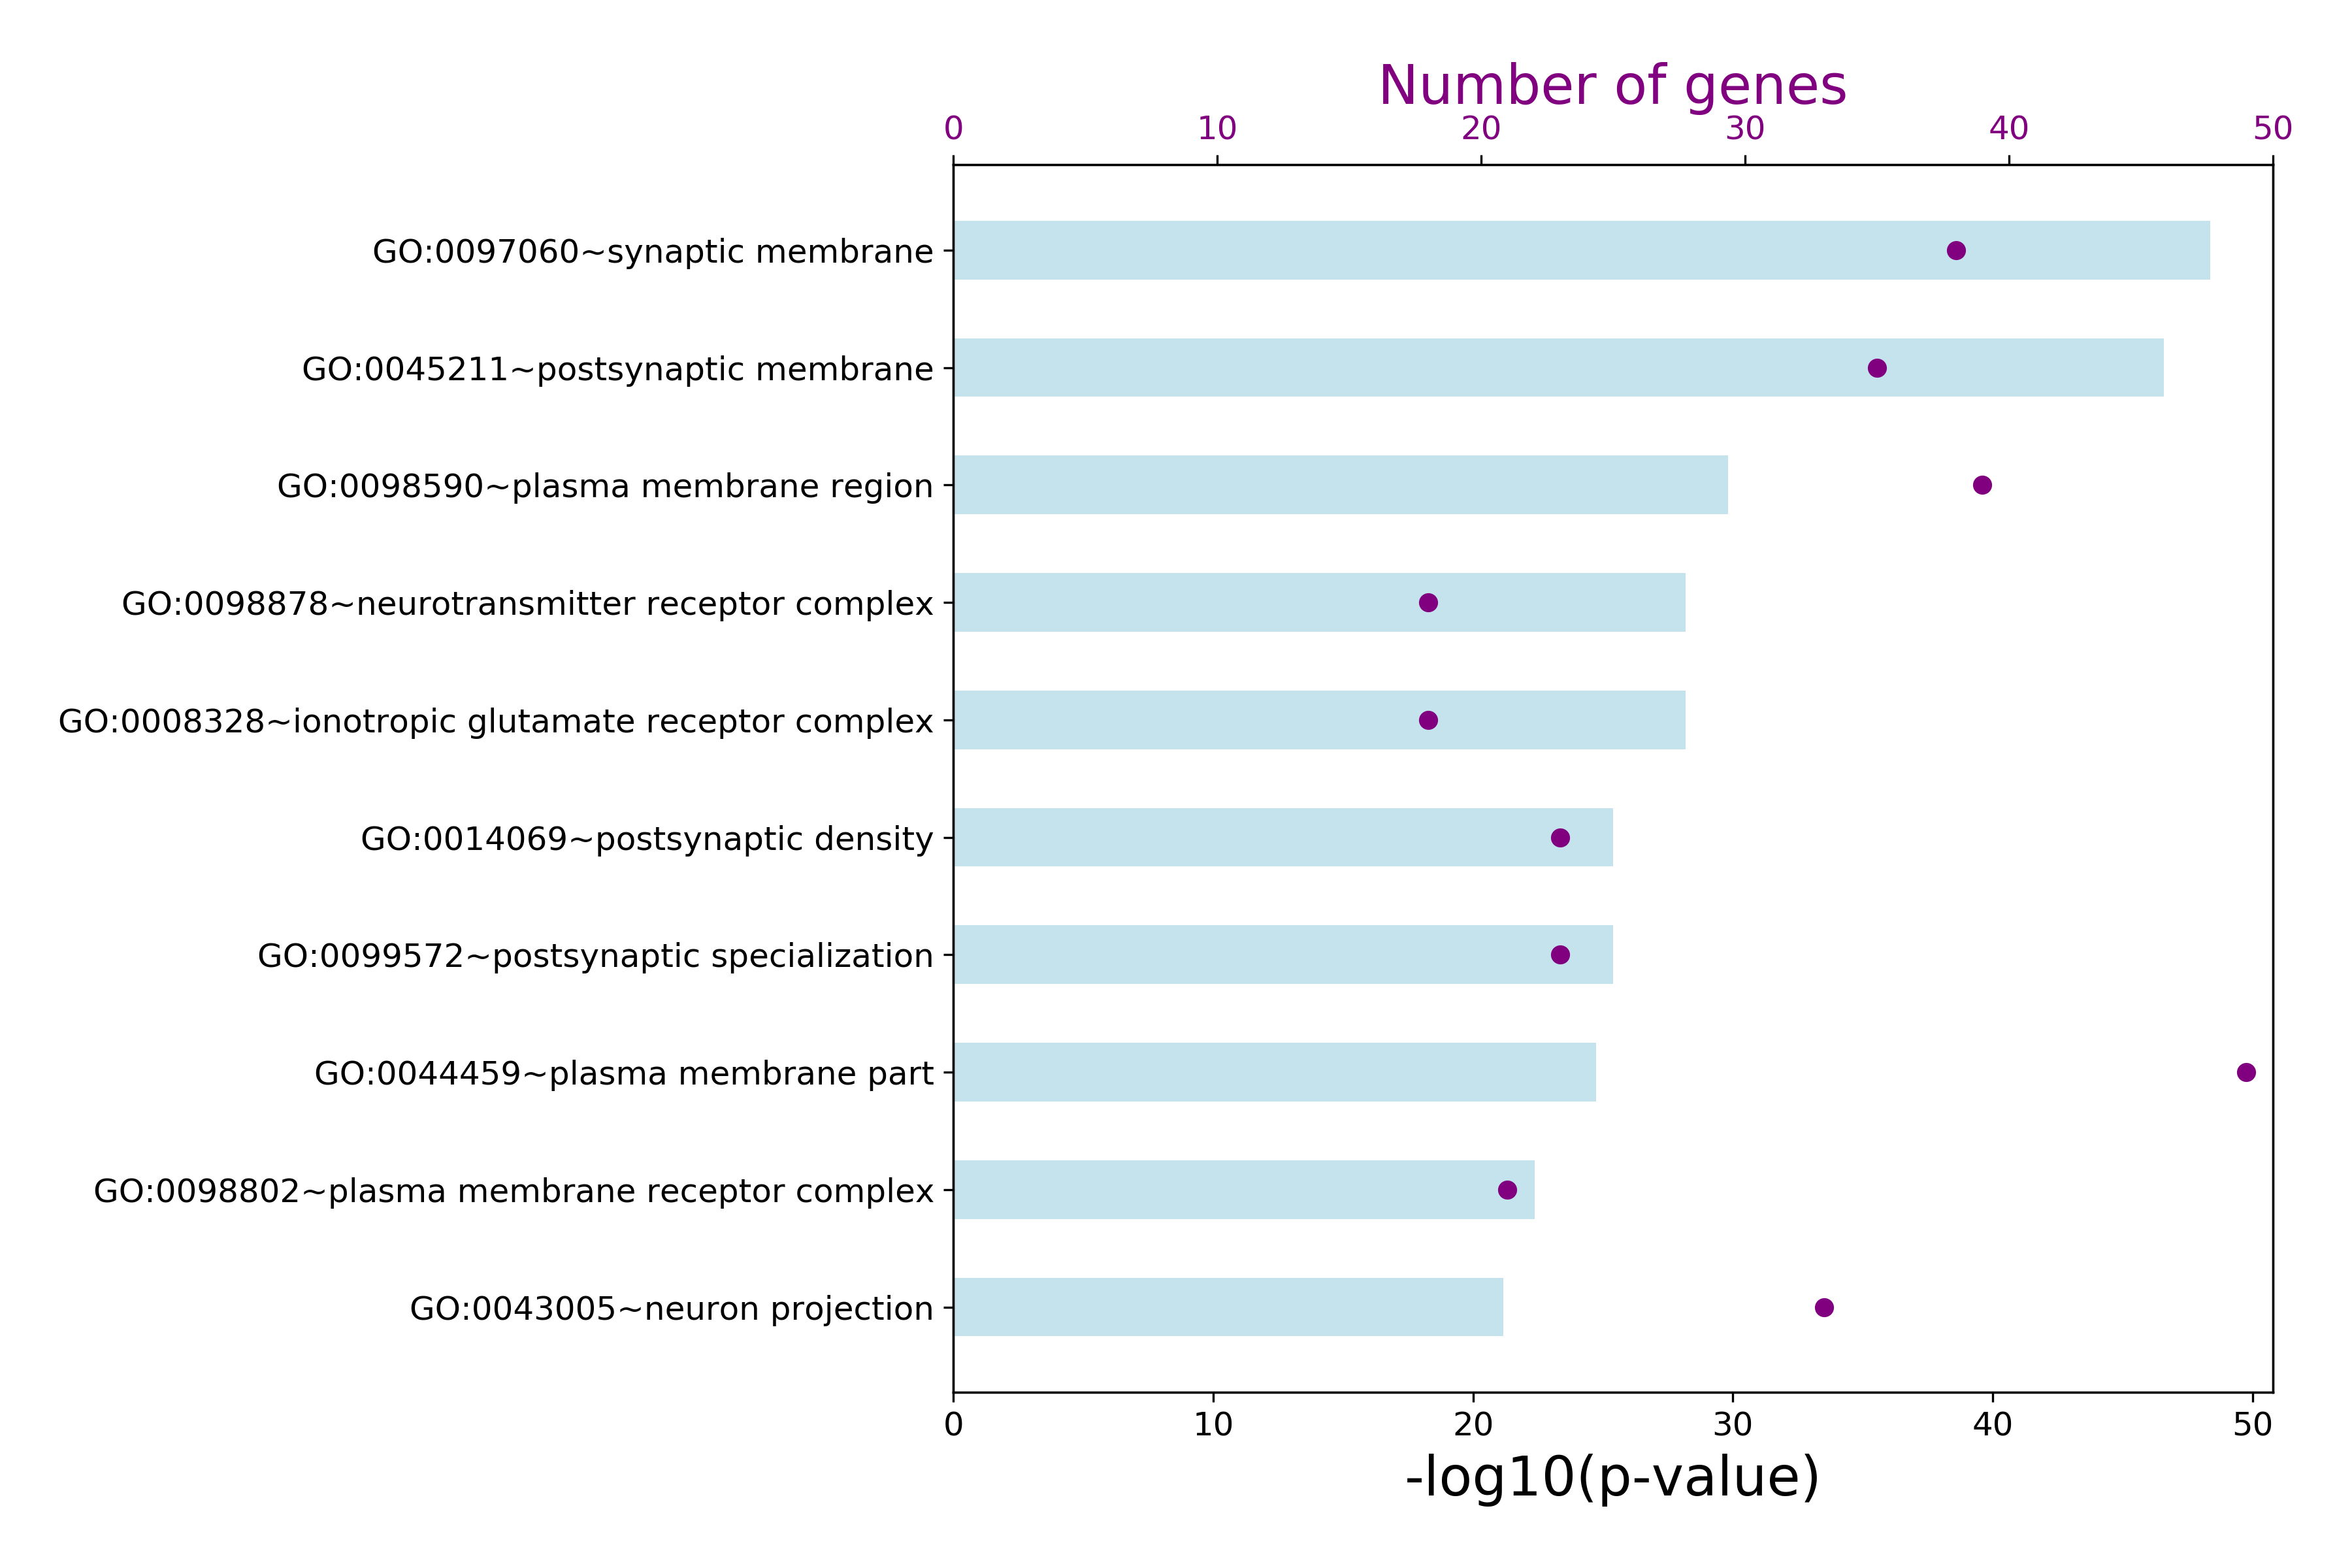 Number of genes
0 10 20 30 40 50
GO:0097060~synaptic membrane
GO:0045211~postsynaptic membrane
GO:0098590~plasma membrane region
GO:0098878~neurotransmitter receptor complex
GO:0008328~ionotropic glutamate receptor complex
GO:0014069~postsynaptic density
GO:0099572~postsynaptic specialization
GO:0044459~plasma membrane part
GO:0098802~plasma membrane receptor complex
GO:0043005~neuron projection
0 10 20 30 40 50
-log10(p-value)